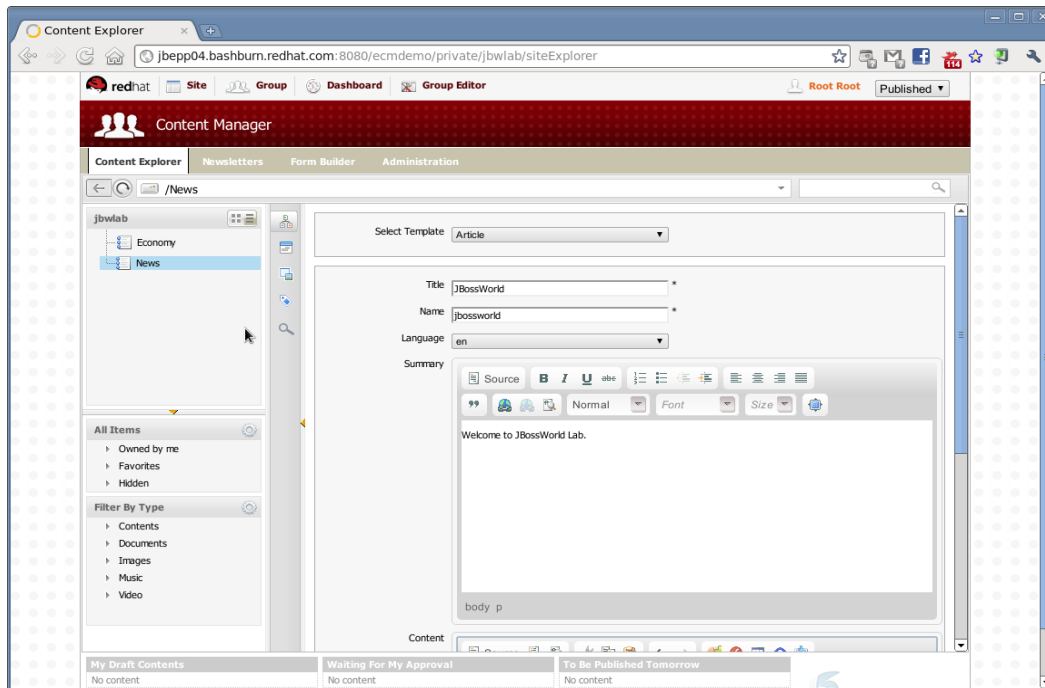 Content Explorer
jbepp04.bashburn.redhat.com:8080/ecmdemo/private/jbwlab/siteExplorer
114
redhat Site Group Dashboard Group Editor Root Root Published
Content Manager
Content Explorer Newsletters Form Builder Administration
/News
jbwlab
Economy
News
Select Template Article
Title JBossWorld *
Name jbossworld *
Language en
Summary
Source B I U abc
Normal Font Size
Welcome to JBossWorld Lab.
body p
All Items
Owned by me
Favorites
Hidden
Filter By Type
Contents
Documents
Images
Music
Video
Content
Source
My Draft Contents Waiting For My Approval To Be Published Tomorrow
No content No content No content